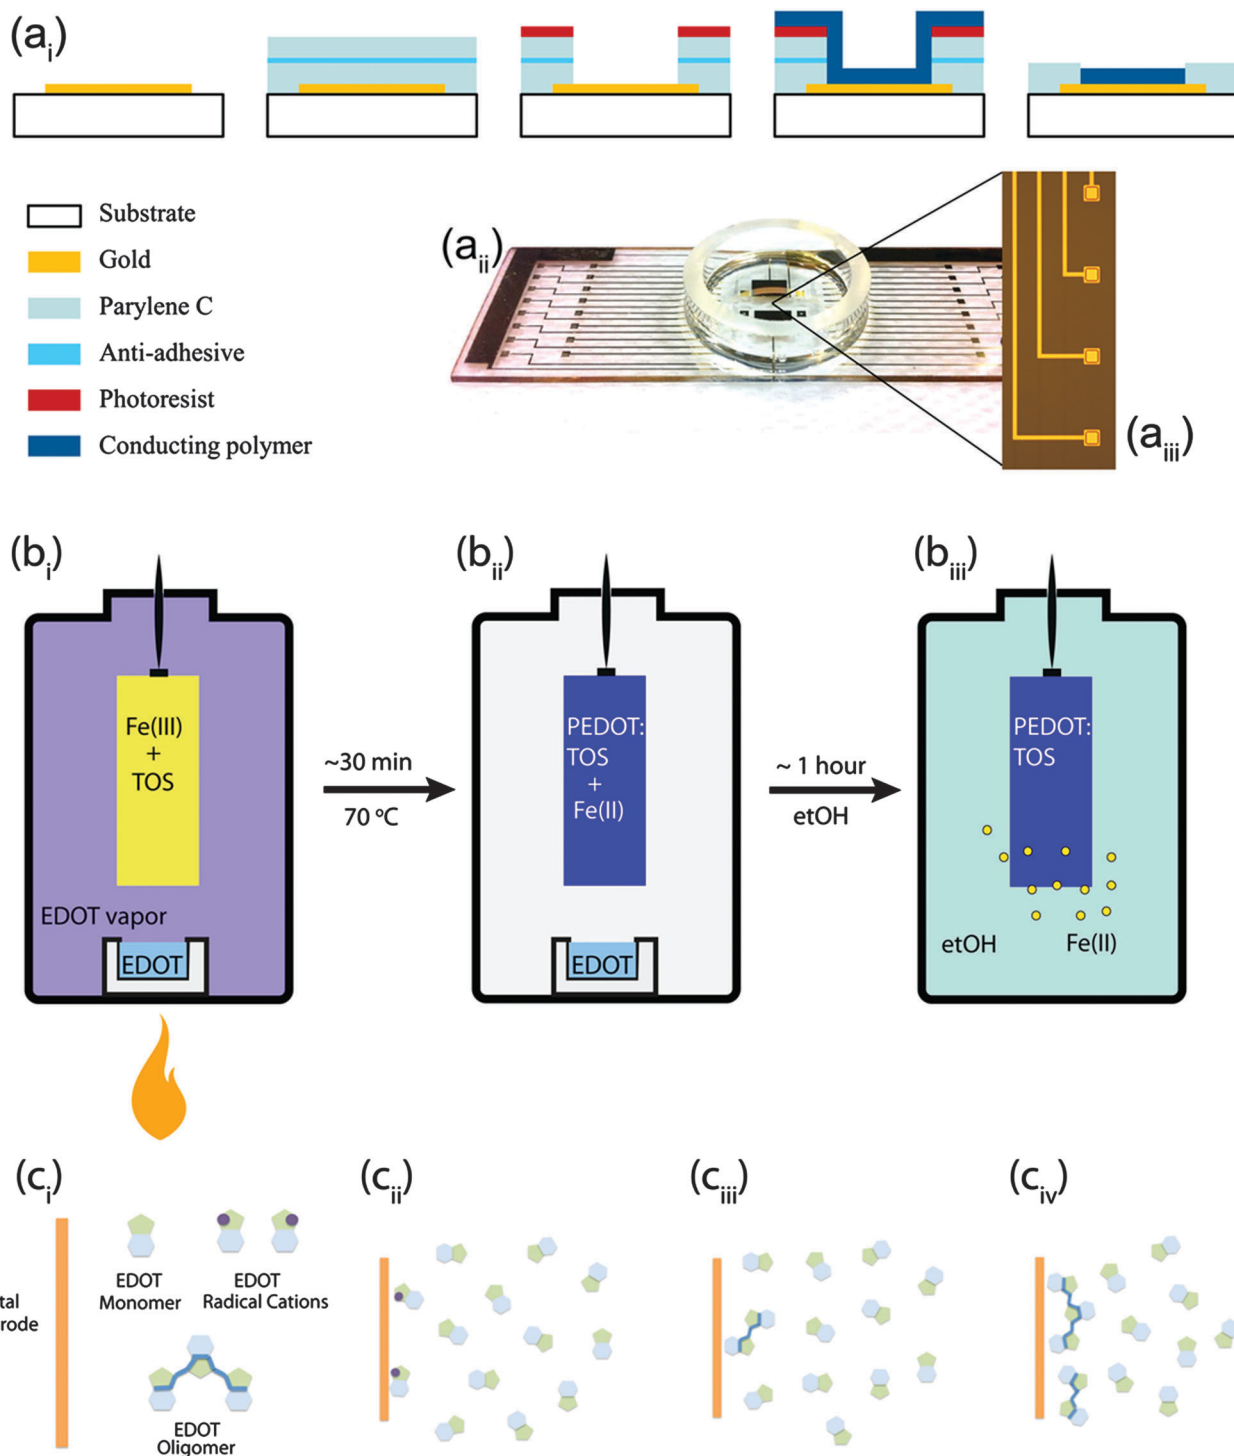 (ai)
Substrate
Gold
Parylene C
Anti-adhesive
Photoresist
Conducting polymer
(aii)
(aiii)
(bi)
Fe(III)
+
TOS
EDOT vapor
EDOT
~30 min
70 ºC
(bii)
PEDOT:
TOS
+
Fe(II)
EDOT
~ 1 hour
etOH
(biii)
PEDOT:
TOS
etOH
Fe(II)
(ci)
tal
rode
EDOT
Monomer
EDOT
Radical Cations
EDOT
Oligomer
(cii)
(ciii)
(civ)